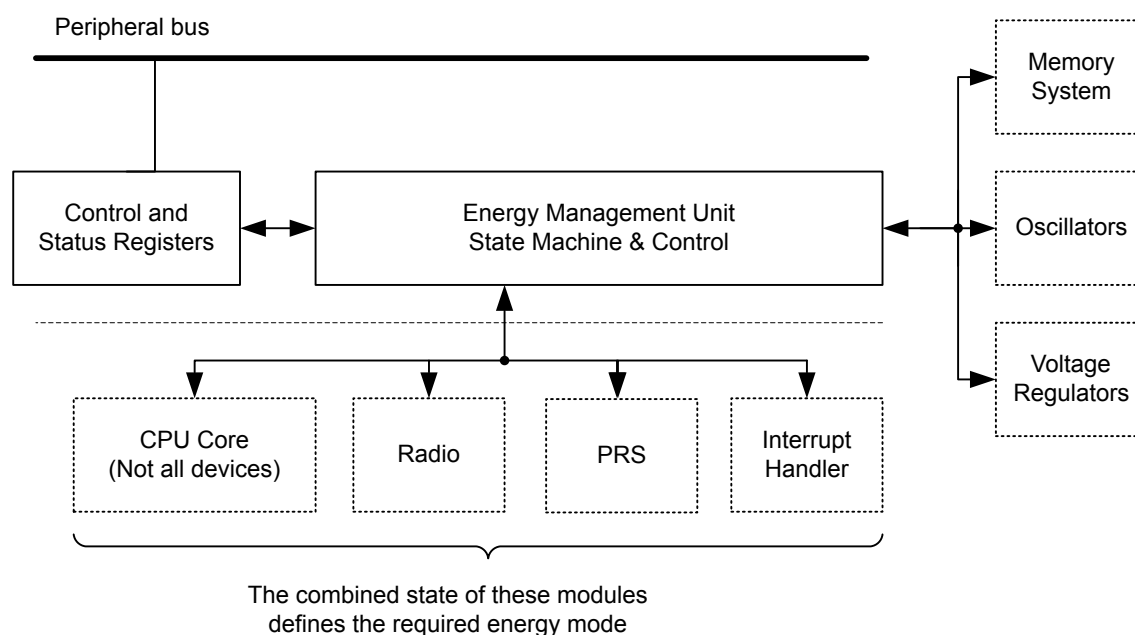 Peripheral bus
Memory
System
Control and
Status Registers
Energy Management Unit
State Machine & Control
Oscillators
Voltage
Regulators
CPU Core
(Not all devices)
Radio
PRS
Interrupt
Handler
The combined state of these modules
defines the required energy mode